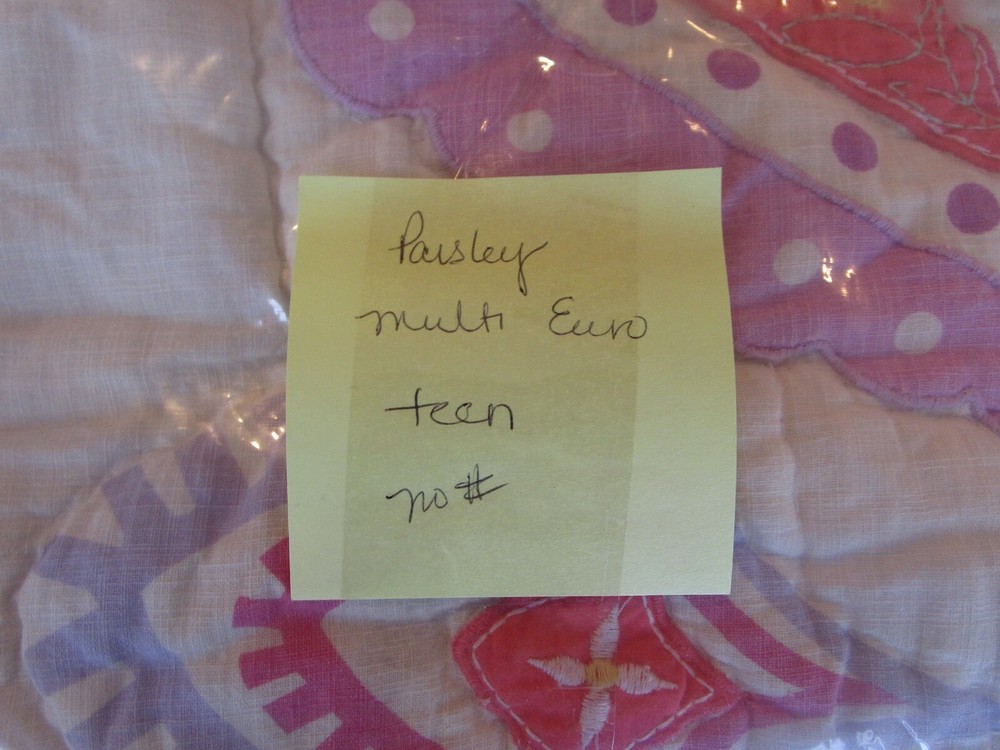 Paisley
multi Euro
teen
no #